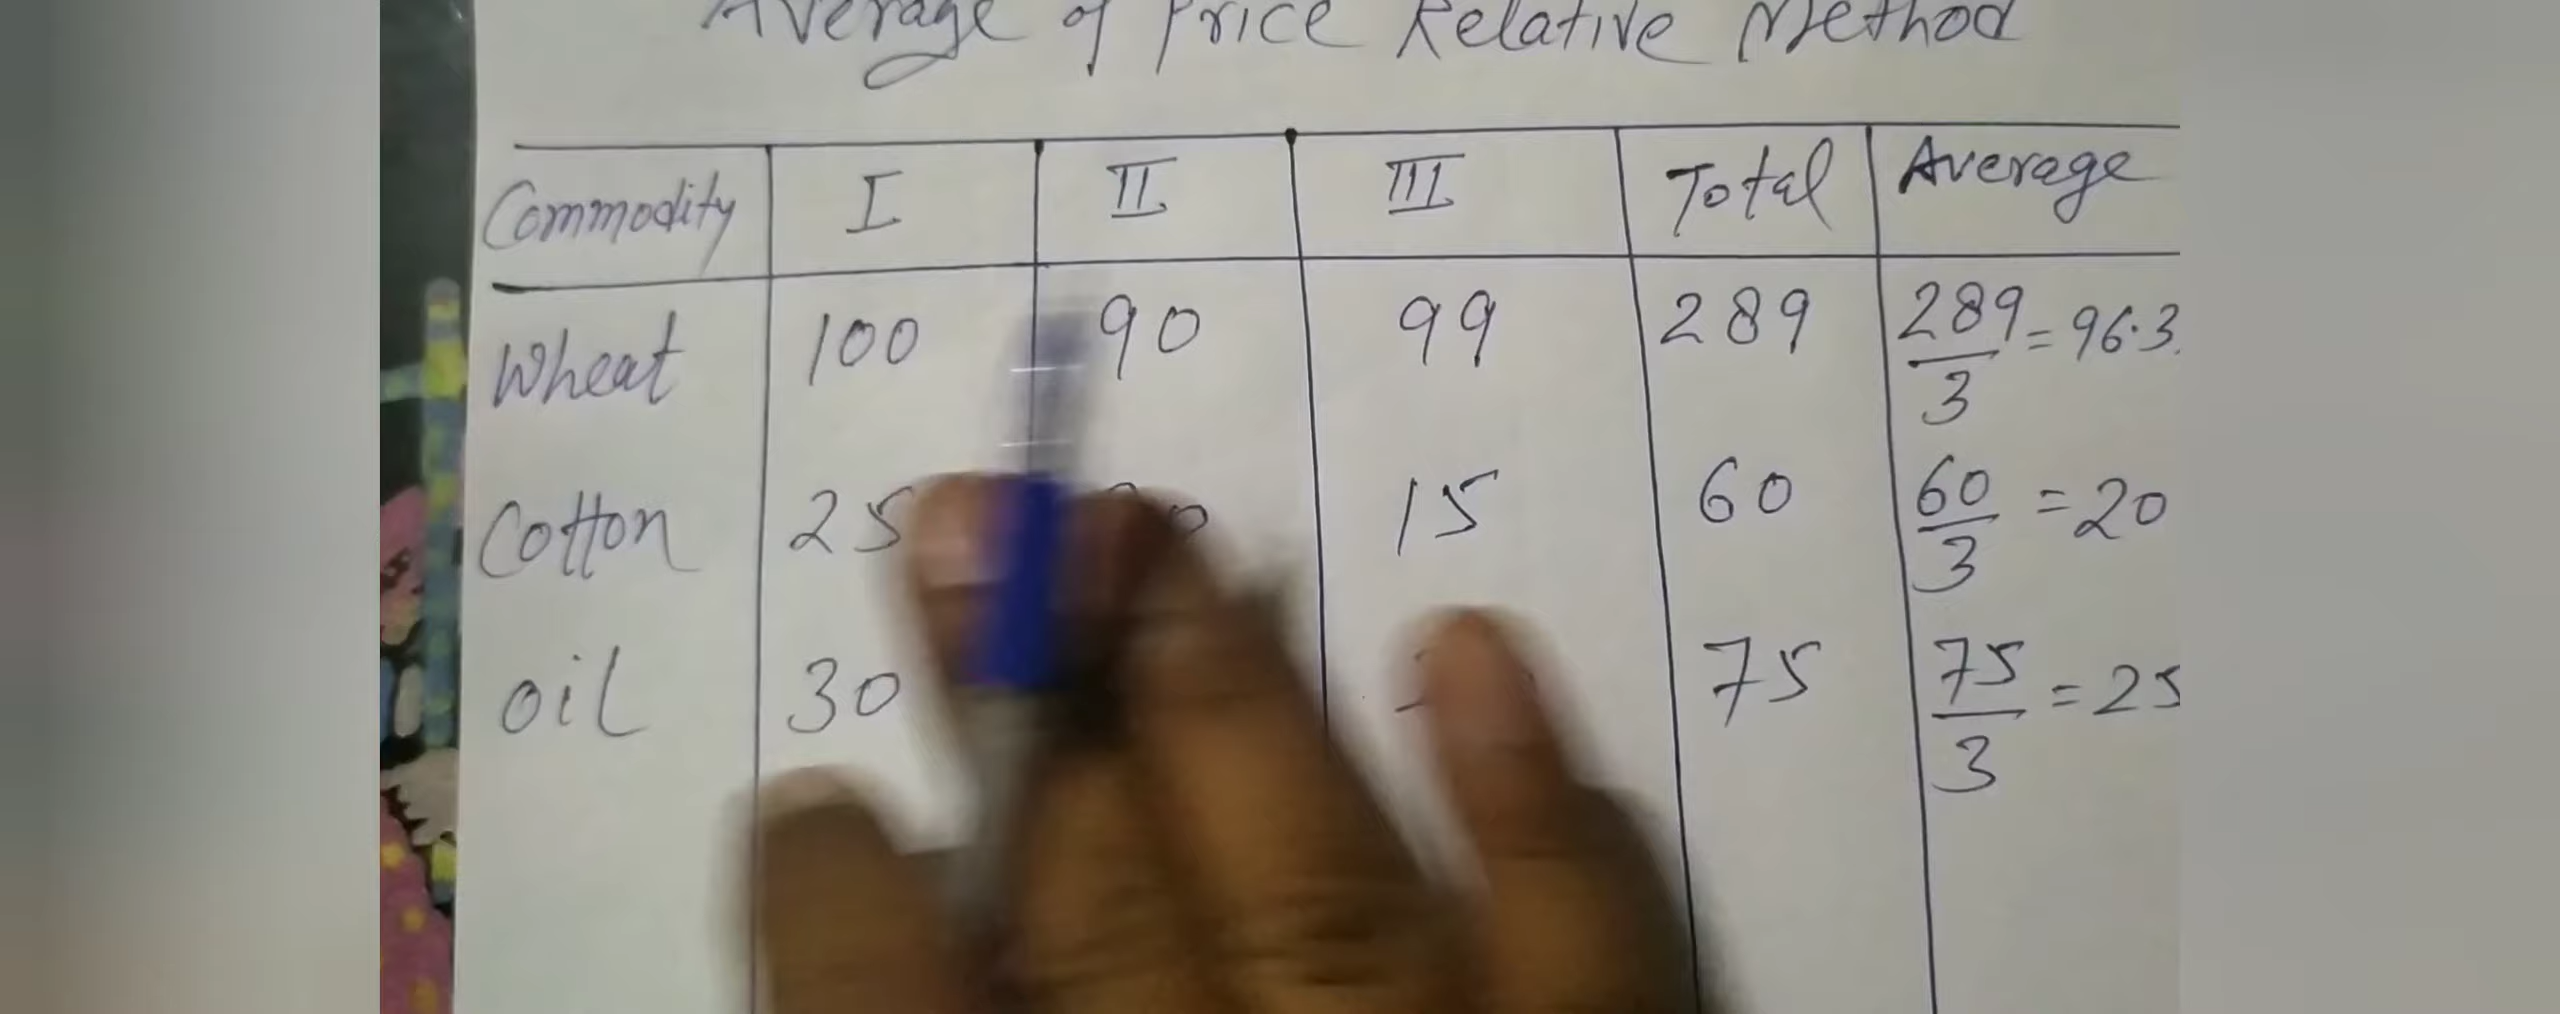 Average of Price Relative Method
Commodity I II III Total Average
Wheat 100 90 99 289 289/3 = 96.3
Cotton 25 15 60 60/3 = 20
oil 30 75 75/3 = 25